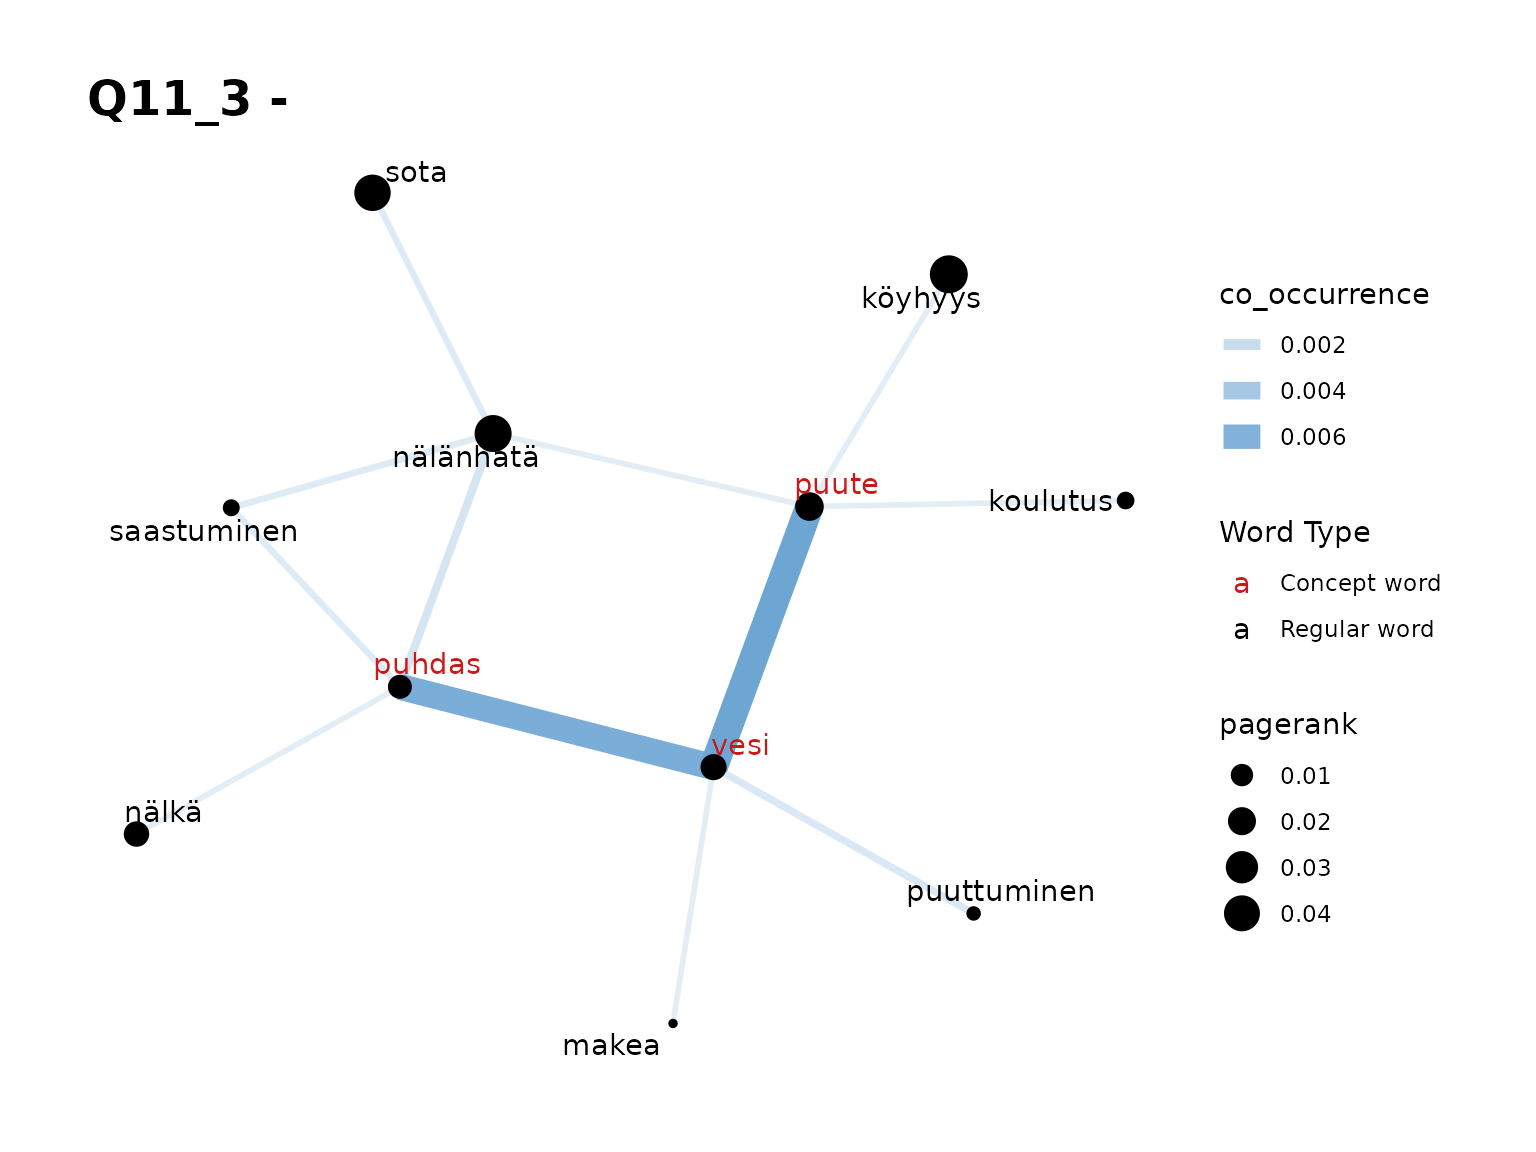 Q11_3 -
sota
köyhyys
nälänhätä
puute
koulutus
saastuminen
puhdas
vesi
nälkä
puuttuminen
makea
co_occurrence
0.002
0.004
0.006
Word Type
a Concept word
a Regular word
pagerank
0.01
0.02
0.03
0.04